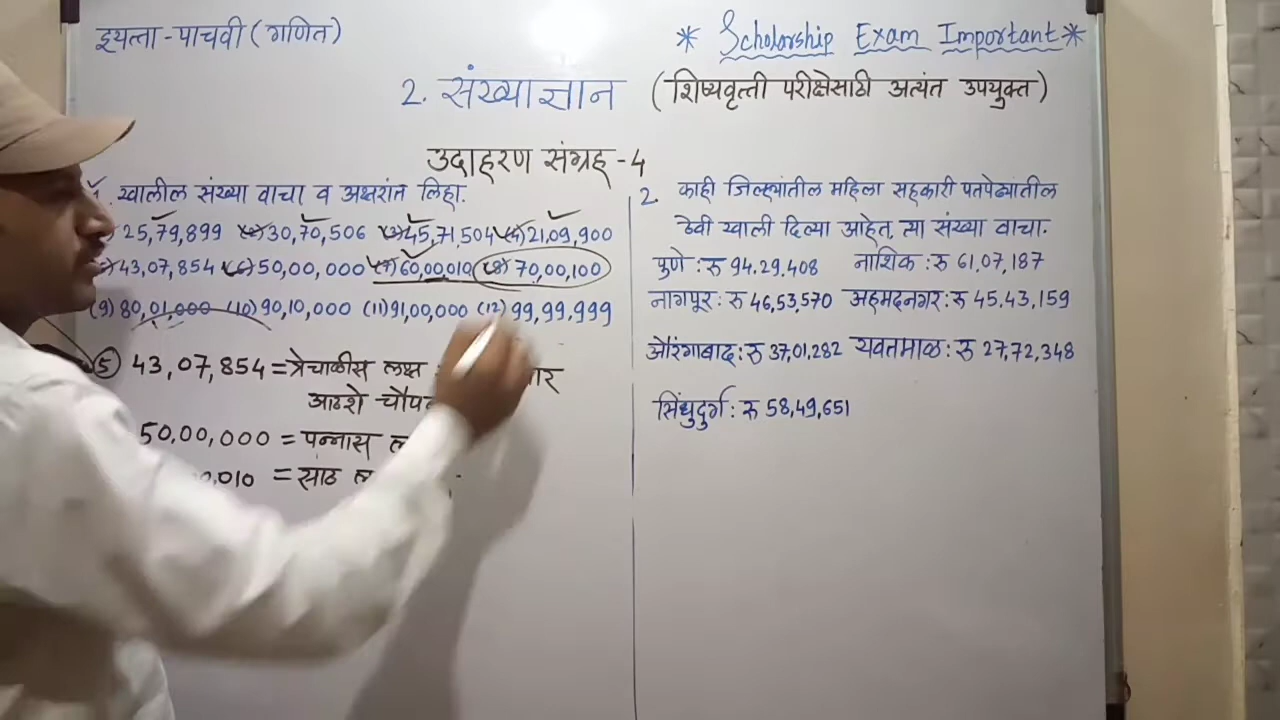 इयत्ता-पाचवी (गणित)
* Scholarship Exam Important *
2. संख्याज्ञान (शिष्यवृत्ती परीक्षेसाठी अत्यंत उपयुक्त)
उदाहरण संग्रह-4
1. खालील संख्या वाचा व अक्षरांत लिहा.
25,79,899 30,70,506 45,71,504 21,09,900
43,07,854 50,00,000 60,00,010 70,00,100
(9) 80,01,000 (10) 90,10,000 (11) 91,00,000 (12) 99,99,999
(5) 43,07,854 = त्रेचाळीस लक्ष
आठशे
50,00,000 = पन्नास
010 = साठ
2. काही जिल्ह्यांतील महिला सहकारी पतपेढ्यांतील
ठेवी खाली दिल्या आहेत, त्या संख्या वाचा.
पुणे : रु 94,29,408 नाशिक : रु 61,07,187
नागपूर : रु 46,53,570 अहमदनगर : रु 45,43,159
औरंगाबाद : रु 37,01,282 यवतमाळ : रु 27,72,348
सिंधुदुर्ग : रु 58,49,651